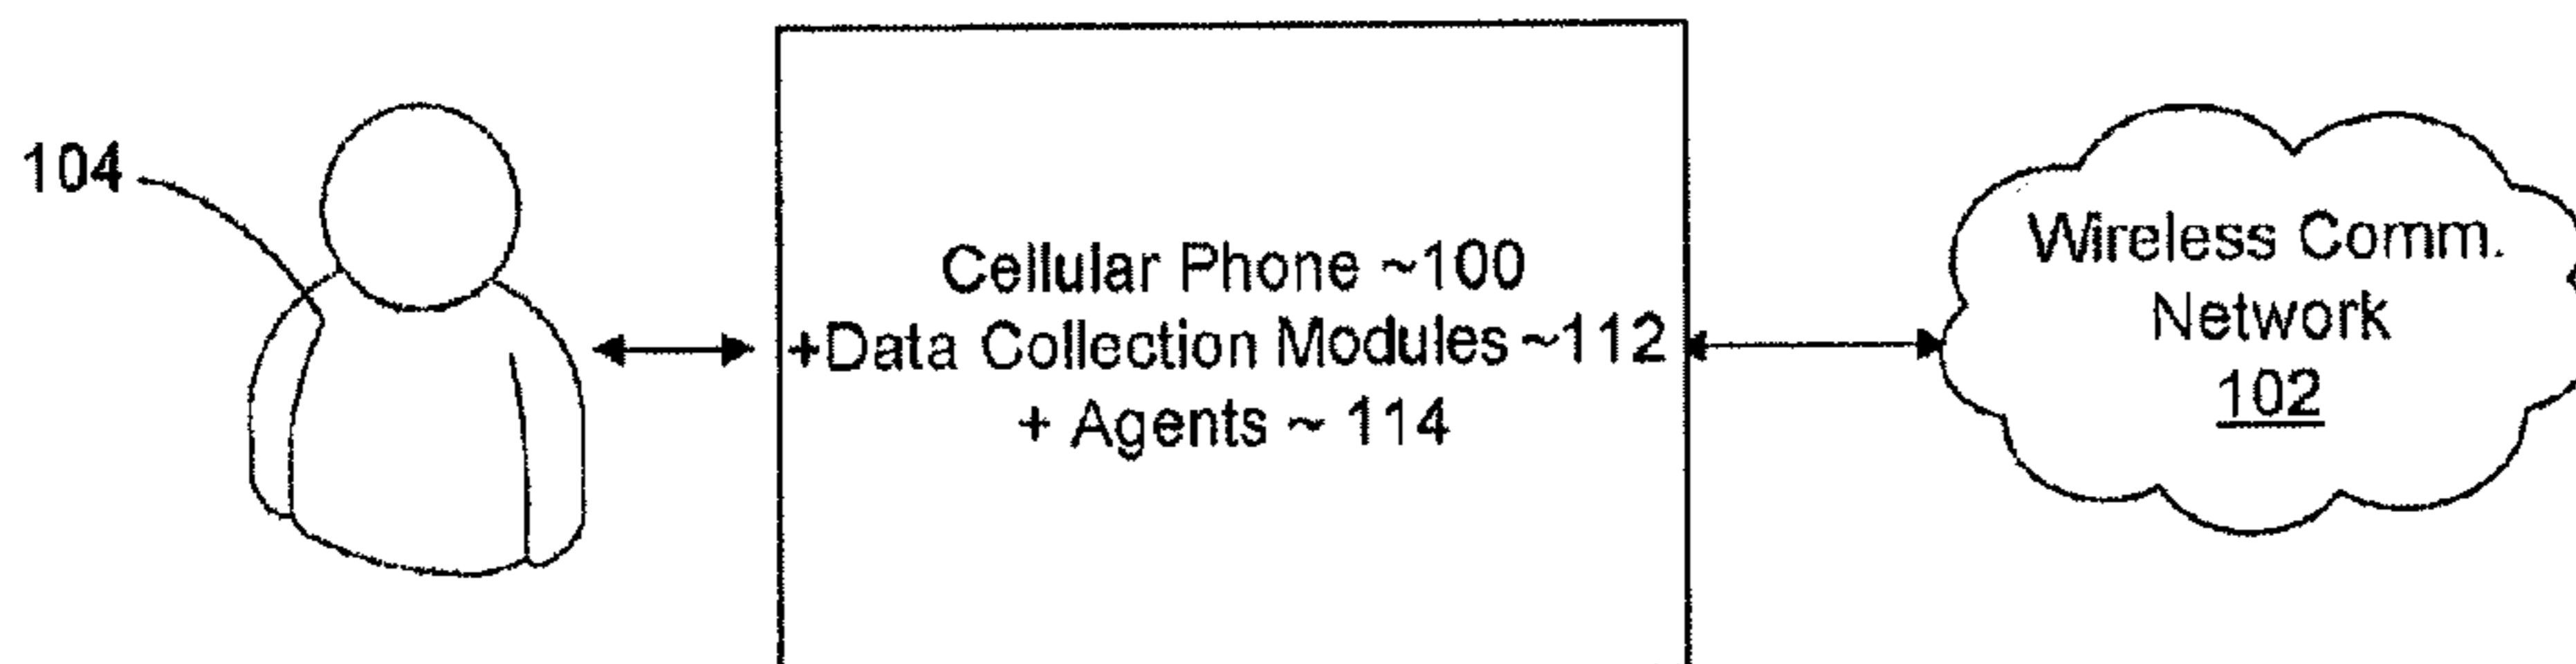 104
Cellular Phone ~100
+Data Collection Modules ~112
+ Agents ~ 114
Wireless Comm.
Network
102